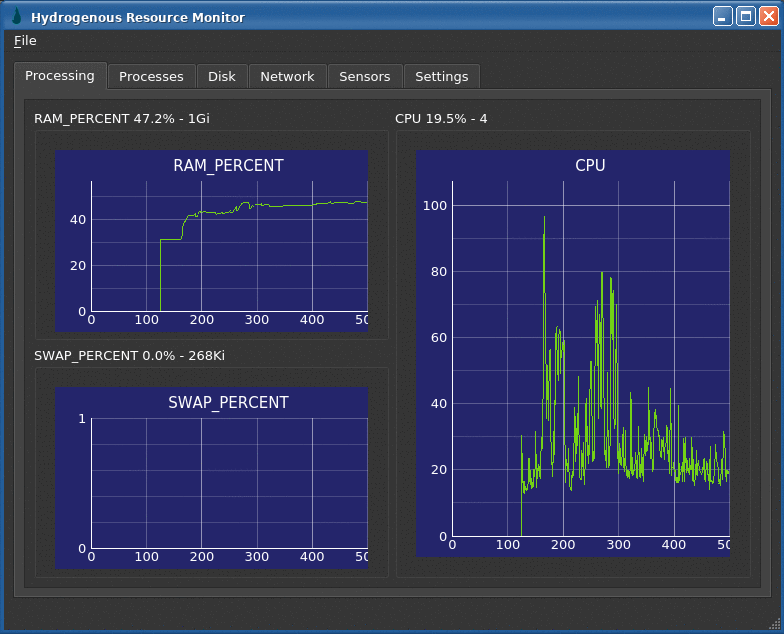 Hydrogenous Resource Monitor
File
Processing Processes Disk Network Sensors Settings
RAM_PERCENT 47.2% - 1Gi
RAM_PERCENT
40
20
0
0 100 200 300 400 50
SWAP_PERCENT 0.0% - 268Ki
SWAP_PERCENT
1
0
0 100 200 300 400 50
CPU 19.5% - 4
CPU
100
80
60
40
20
0
0 100 200 300 400 50